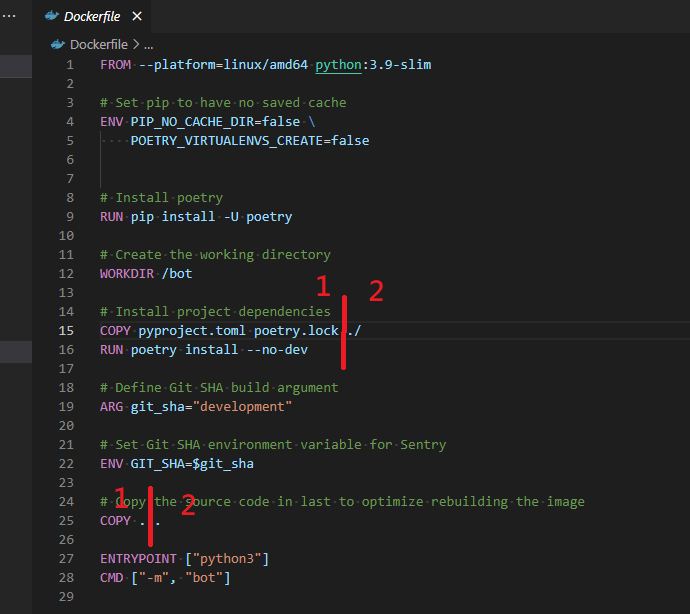 Dockerfile
Dockerfile > ...
1 FROM --platform=linux/amd64 python:3.9-slim
2
3 # Set pip to have no saved cache
4 ENV PIP_NO_CACHE_DIR=false \
5 POETRY_VIRTUALENVS_CREATE=false
6
7
8 # Install poetry
9 RUN pip install -U poetry
10
11 # Create the working directory
12 WORKDIR /bot
13
1 2
14 # Install project dependencies
15 COPY pyproject.toml poetry.lock ./
16 RUN poetry install --no-dev
17
18 # Define Git SHA build argument
19 ARG git_sha="development"
20
21 # Set Git SHA environment variable for Sentry
22 ENV GIT_SHA=$git_sha
23
1 2
24 # Copy the source code in last to optimize rebuilding the image
25 COPY . .
26
27 ENTRYPOINT ["python3"]
28 CMD ["-m", "bot"]
29